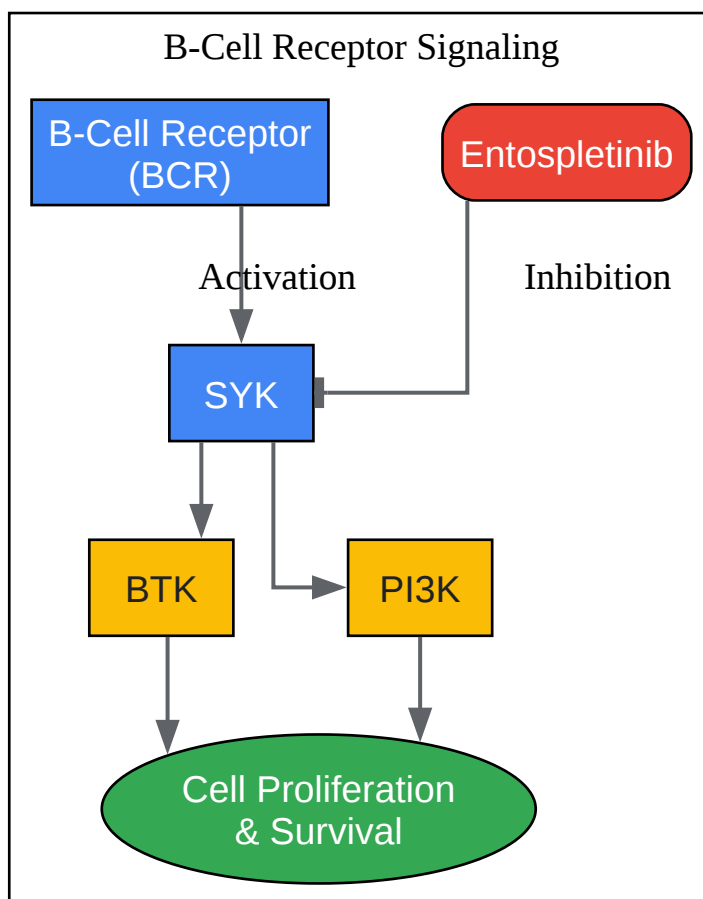 B-Cell Receptor Signaling
B-Cell Receptor
(BCR)
Entospletinib
Activation
Inhibition
SYK
BTK
PI3K
Cell Proliferation
& Survival